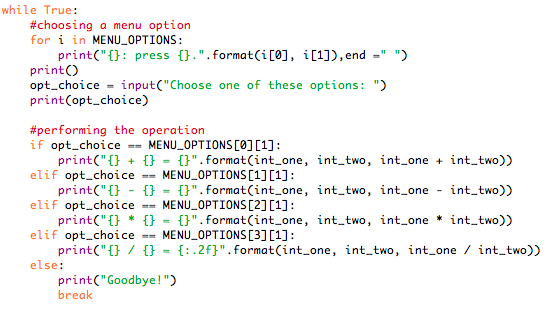 while True:
    #choosing a menu option
    for i in MENU_OPTIONS:
        print("{}: press {}.".format(i[0], i[1]),end =" ")
    print()
    opt_choice = input("Choose one of these options: ")
    print(opt_choice)

    #performing the operation
    if opt_choice == MENU_OPTIONS[0][1]:
        print("{} + {} = {}".format(int_one, int_two, int_one + int_two))
    elif opt_choice == MENU_OPTIONS[1][1]:
        print("{} - {} = {}".format(int_one, int_two, int_one - int_two))
    elif opt_choice == MENU_OPTIONS[2][1]:
        print("{} * {} = {}".format(int_one, int_two, int_one * int_two))
    elif opt_choice == MENU_OPTIONS[3][1]:
        print("{} / {} = {:.2f}".format(int_one, int_two, int_one / int_two))
    else:
        print("Goodbye!")
        break